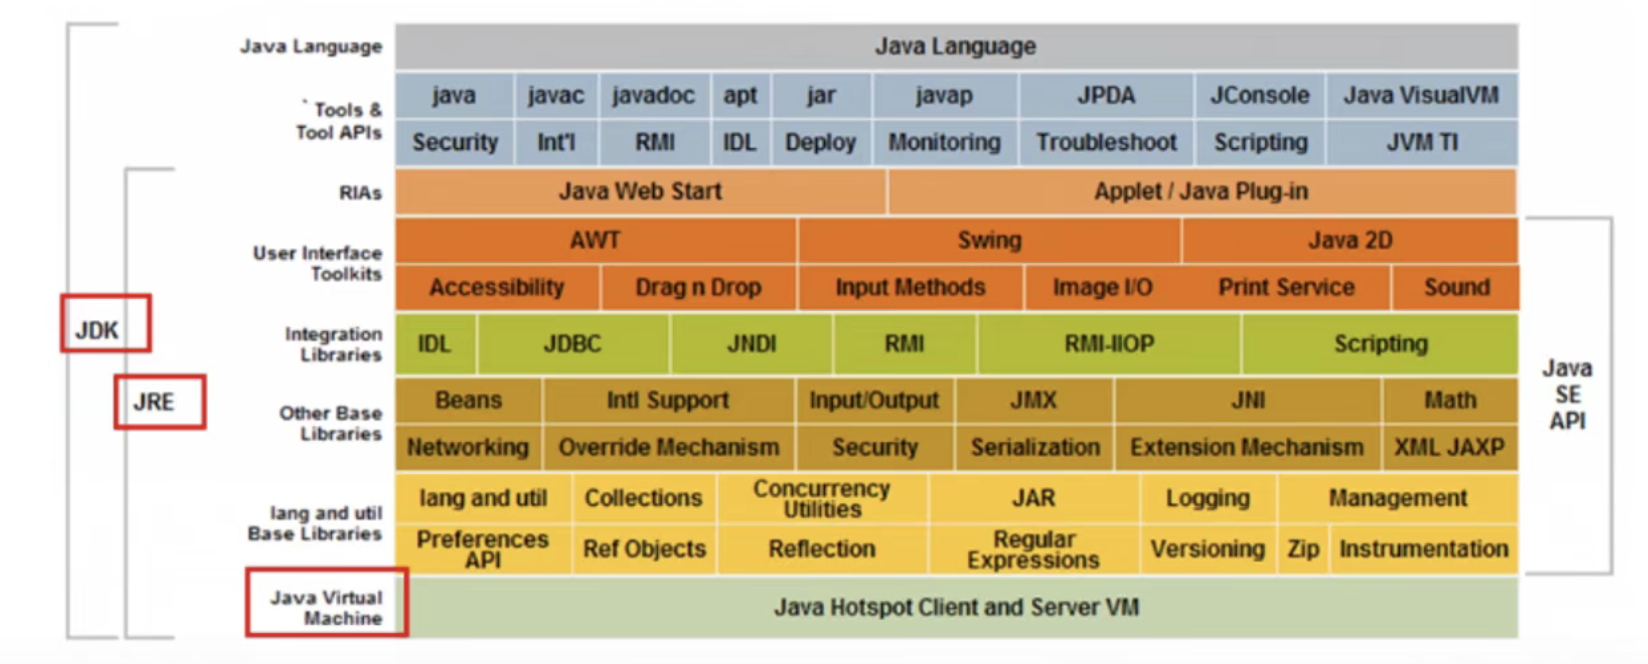 Java Language
Java Language
` Tools &
Tool APIs
java javac javadoc apt jar javap JPDA JConsole Java VisualVM
Security Int'l RMI IDL Deploy Monitoring Troubleshoot Scripting JVM TI
RIAs
Java Web Start Applet / Java Plug-in
User Interface
Toolkits
AWT Swing Java 2D
Accessibility Drag n Drop Input Methods Image I/O Print Service Sound
JDK
Integration
Libraries
IDL JDBC JNDI RMI RMI-IIOP Scripting
JRE
Other Base
Libraries
Beans Intl Support Input/Output JMX JNI Math
Networking Override Mechanism Security Serialization Extension Mechanism XML JAXP
Java
SE
API
lang and util
Base Libraries
lang and util Collections Concurrency
Utilities JAR Logging Management
Preferences
API Ref Objects Reflection Regular
Expressions Versioning Zip Instrumentation
Java Virtual
Machine
Java Hotspot Client and Server VM